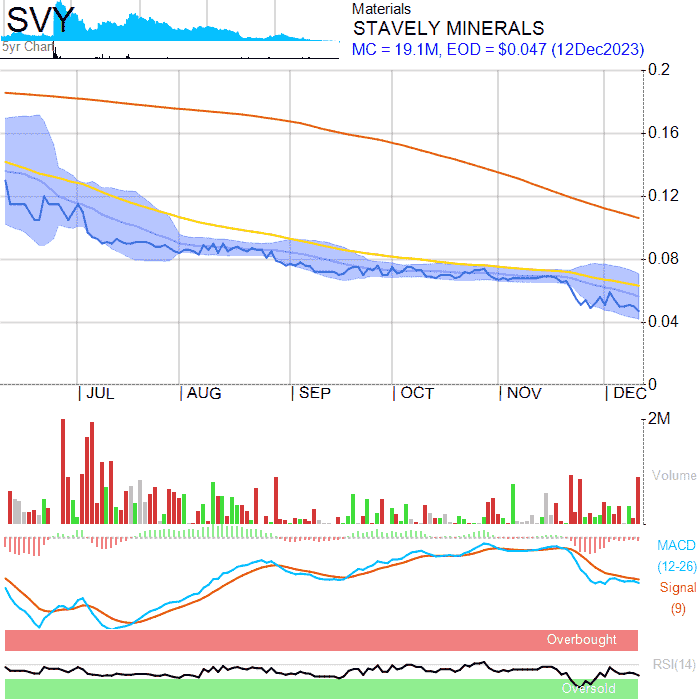 SVY
5yr Chart
Materials
STAVELY MINERALS
MC = 19.1M, EOD = $0.047 (12Dec2023)
0.2
0.16
0.12
0.08
0.04
0
JUL AUG SEP OCT NOV DEC
2M
Volume
MACD
(12-26)
Signal
(9)
Overbought
RSI(14)
Oversold